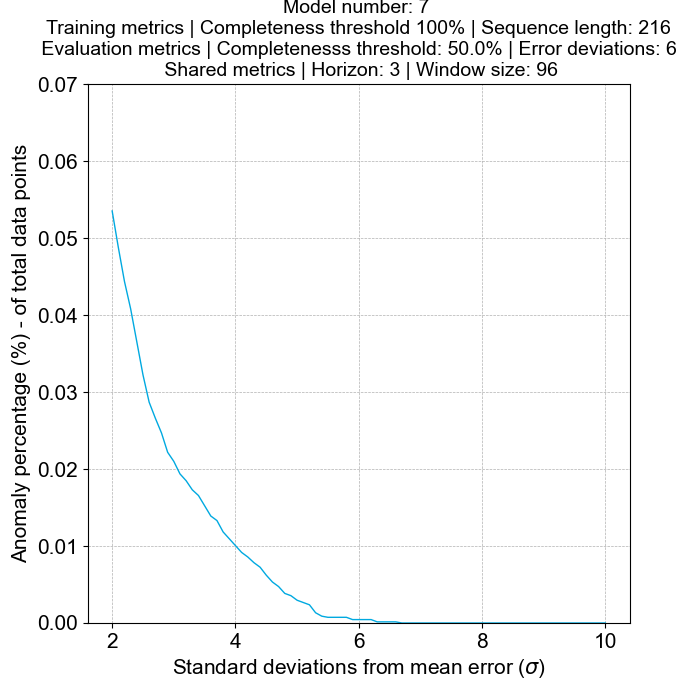 Model number: 7
Training metrics | Completeness threshold 100% | Sequence length: 216
Evaluation metrics | Completenesss threshold: 50.0% | Error deviations: 6
Shared metrics | Horizon: 3 | Window size: 96
0.07
0.06
0.05
0.04
0.03
0.02
0.01
0.00
Anomaly percentage (%) - of total data points
2 4 6 8 10
Standard deviations from mean error (σ)